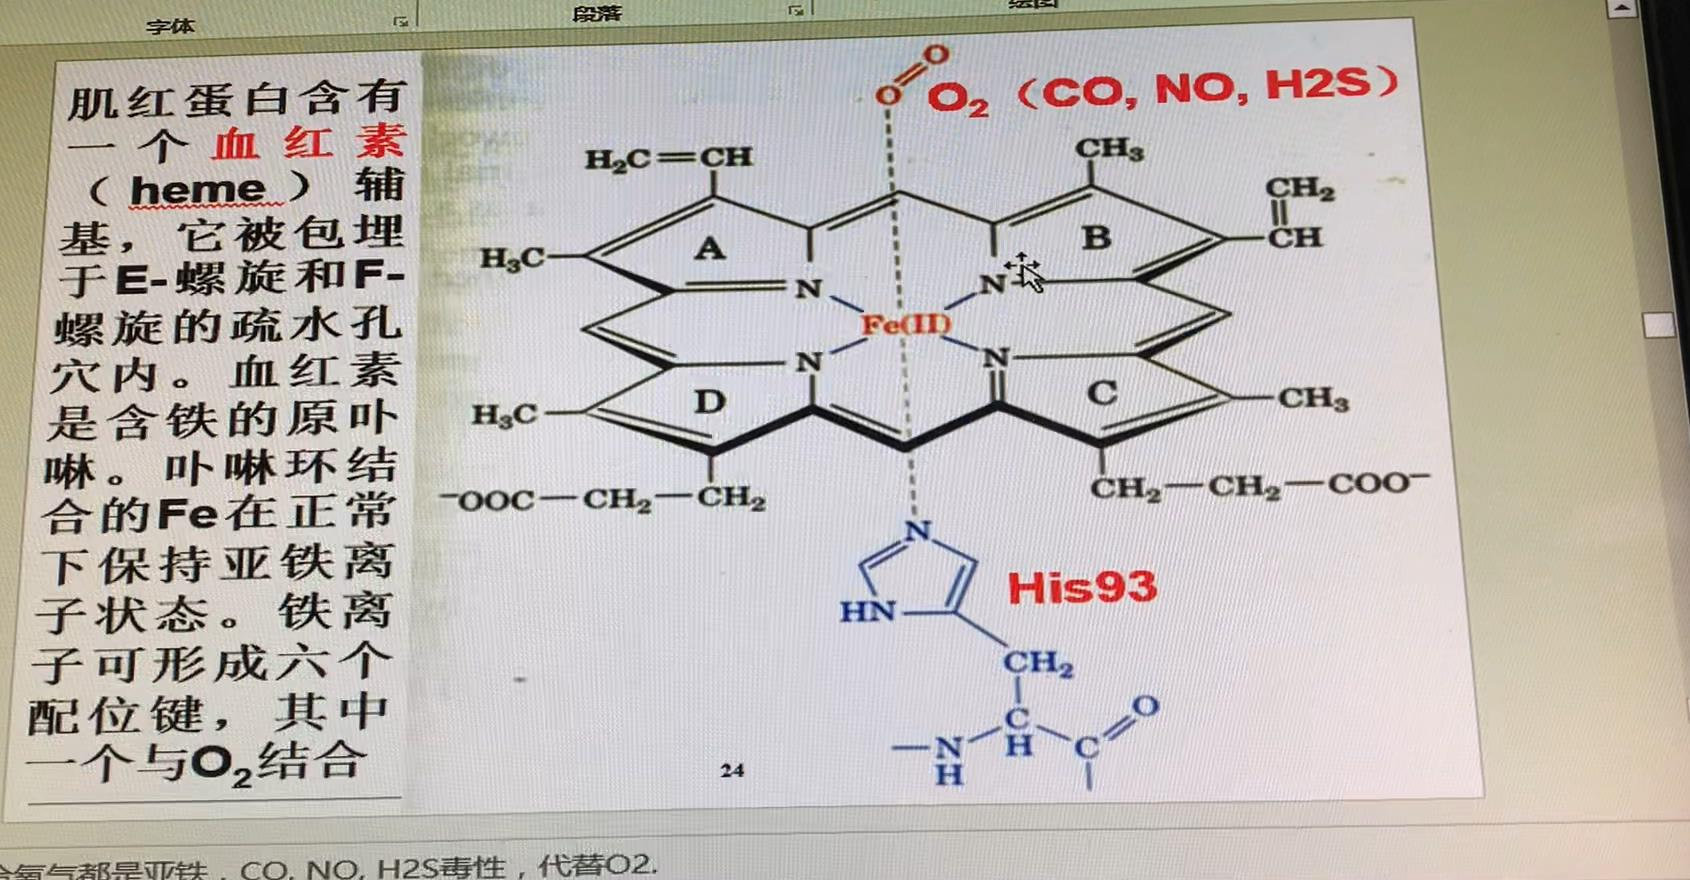 字体
段落
绘图
肌红蛋白含有
一个血红素
（heme）辅
基，它被包埋
于E-螺旋和F-
螺旋的疏水孔
穴内。血红素
是含铁的原卟
啉。卟啉环结
合的Fe在正常
下保持亚铁离
子状态。铁离
子可形成六个
配位键，其中
一个与O₂结合
O
O
O₂（CO, NO, H2S）
H₂C=CH
CH₃
CH₂
CH
A
B
H₃C
N
N
Fe(II)
N
N
D
C
H₃C
CH₃
⁻OOC—CH₂—CH₂
CH₂—CH₂—COO⁻
N
His93
HN
CH₂
O
C
—N
H
C
H
24
氧气都是亚铁，CO, NO, H2S毒性，代替O2.